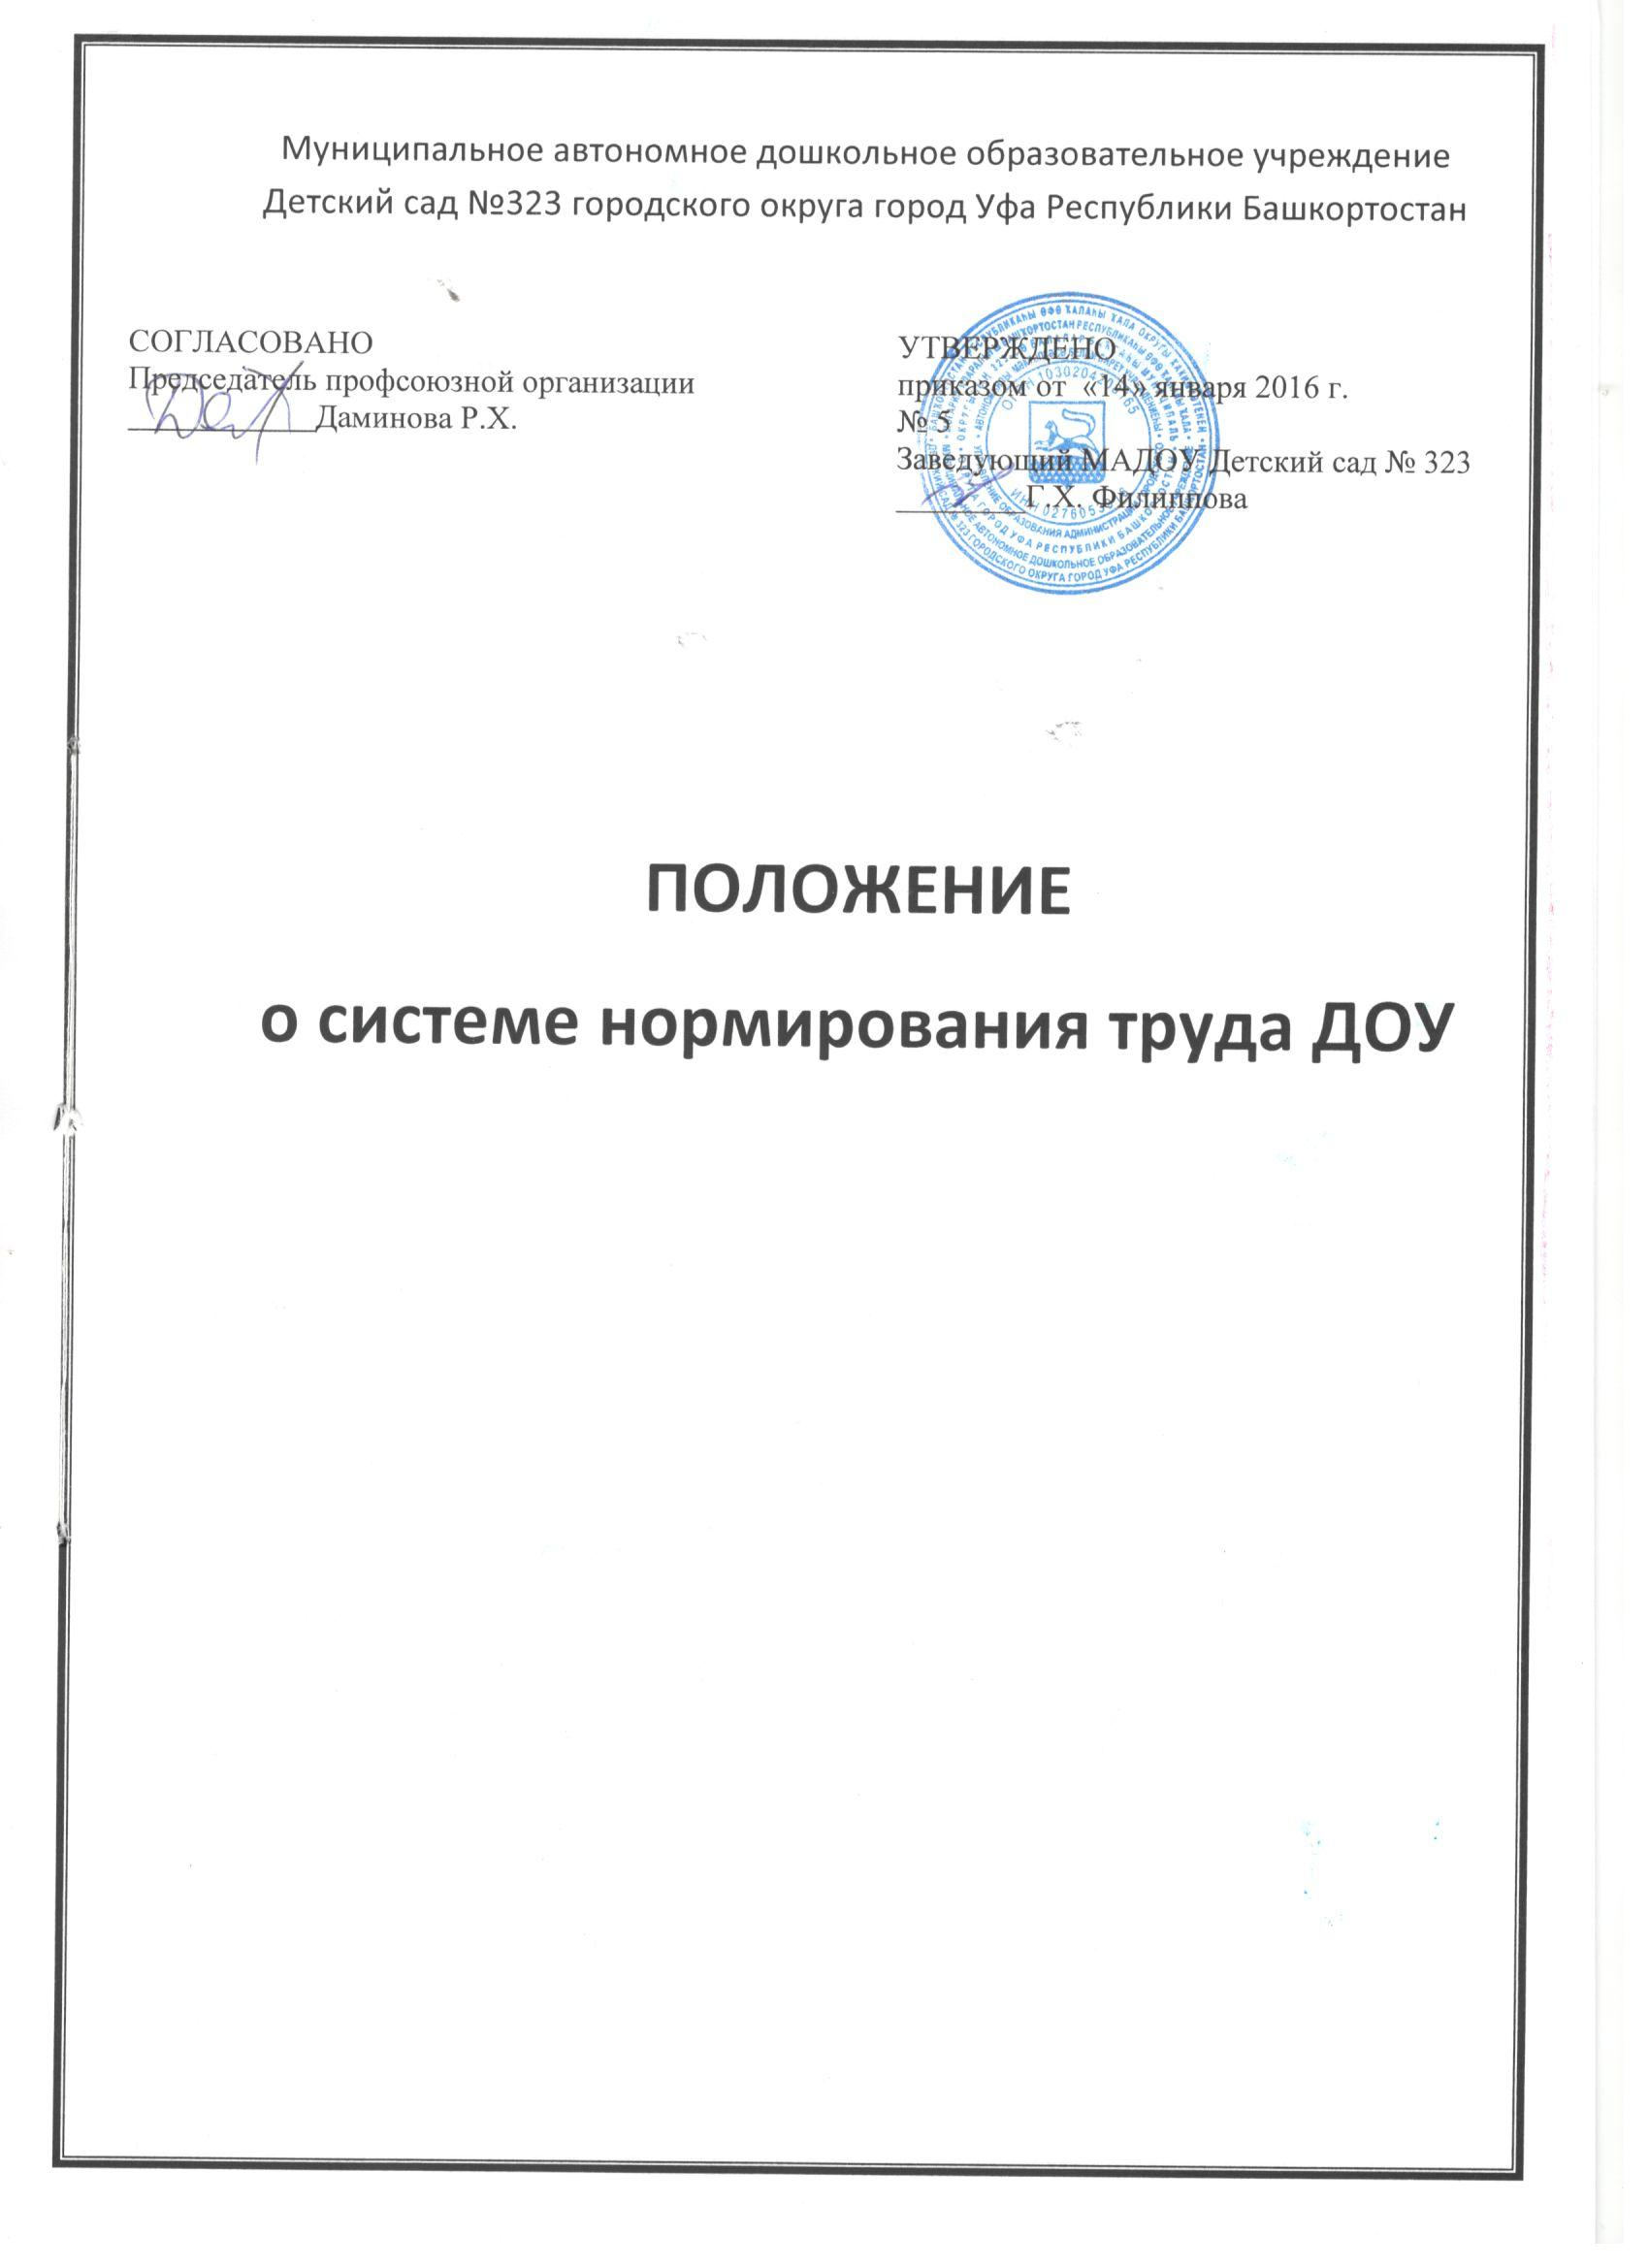 Муниципальное автономное дошкольное образовательное учреждение
Детский сад №323 городского округа город Уфа Республики Башкортостан
СОГЛАСОВАНО
Председатель профсоюзной организации
Даминова Р.Х.
УТВЕРЖДЕНО
приказом от «14» января 2016 г.
№ 5
Заведующий МАДОУ Детский сад № 323
Г.Х. Филиппова
ПОЛОЖЕНИЕ
о системе нормирования труда ДОУ